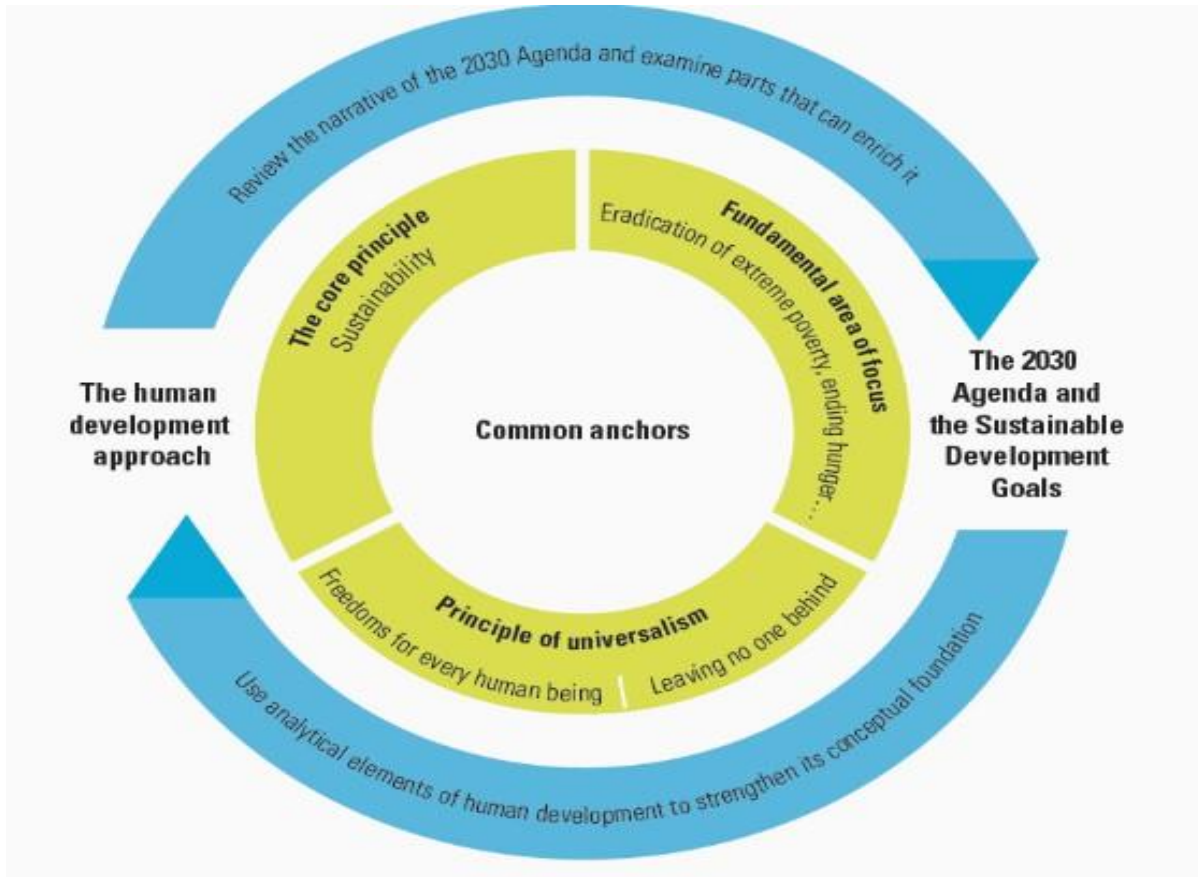 Review the narrative of the 2030 Agenda and examine parts that can enrich it
The core principle
Sustainability
Fundamental area of focus
Eradication of extreme poverty, ending hunger…
The human
development
approach
Common anchors
The 2030
Agenda and
the Sustainable
Development
Goals
Principle of universalism
Freedoms for every human being
Leaving no one behind
Use analytical elements of human development to strengthen its conceptual foundation